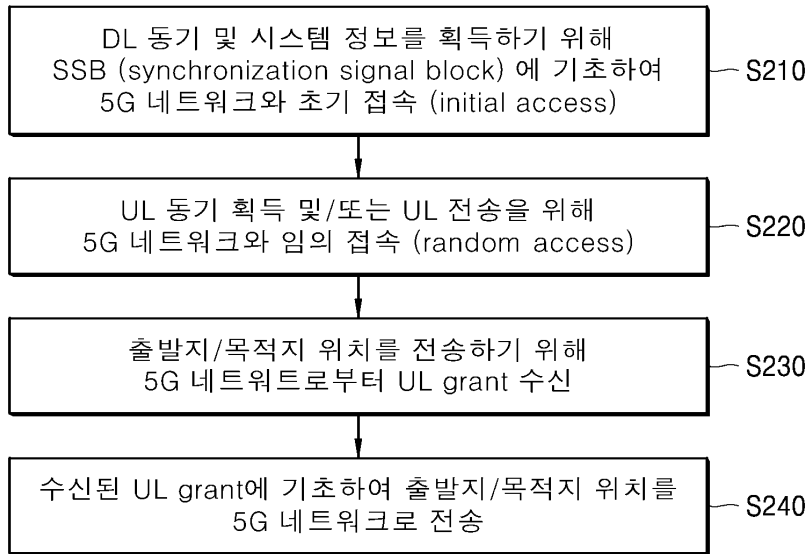 DL 동기 및 시스템 정보를 획득하기 위해
SSB (synchronization signal block) 에 기초하여
5G 네트워크와 초기 접속 (initial access)
S210
UL 동기 획득 및/또는 UL 전송을 위해
5G 네트워크와 임의 접속 (random access)
S220
출발지/목적지 위치를 전송하기 위해
5G 네트워트로부터 UL grant 수신
S230
수신된 UL grant에 기초하여 출발지/목적지 위치를
5G 네트워크로 전송
S240